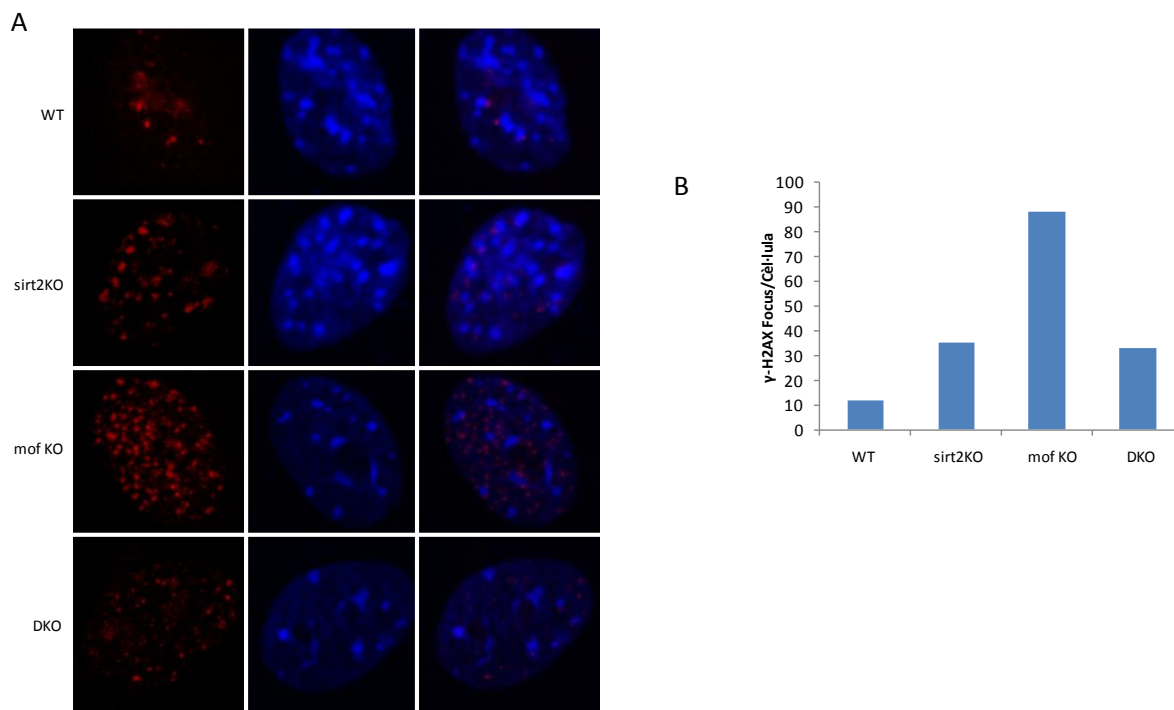 A
WT
sirt2KO
mof KO
DKO
B
γ-H2AX Focus/Cèl·lula
100
90
80
70
60
50
40
30
20
10
0
WT sirt2KO mof KO DKO